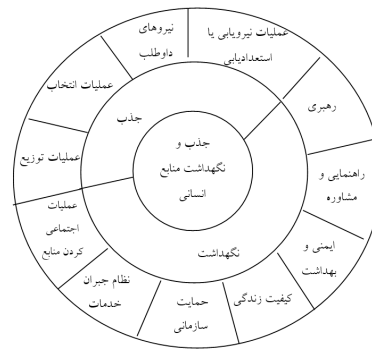 جذب و
نگهداشت منابع
انسانی
جذب
نگهداشت
نیروهای
داوطلب
عملیات نیرویابی یا
استعدادیابی
رهبری
راهنمایی و
مشاوره
ایمنی و
بهداشت
کیفیت زندگی
حمایت
سازمانی
نظام جبران
خدمات
عملیات
اجتماعی
کردن منابع
عملیات توزیع
عملیات انتخاب